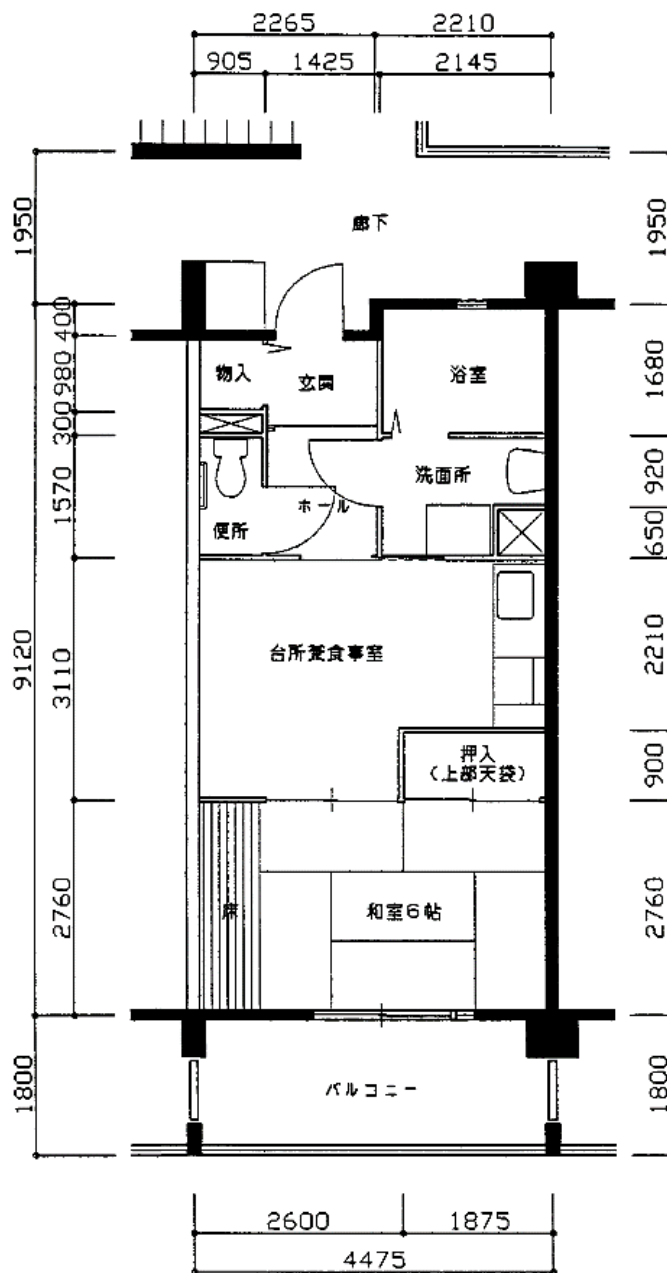 2265 2210
905 1425 2145
1950
廊下
1950
400
物入
玄関
浴室
980
1680
300
洗面所
920
1570
便所
ホール
650
9120
3110
台所兼食事室
2210
押入
(上部天袋)
900
2760
床
和室6帖
2760
1800
バルコニー
1800
2600 1875
4475